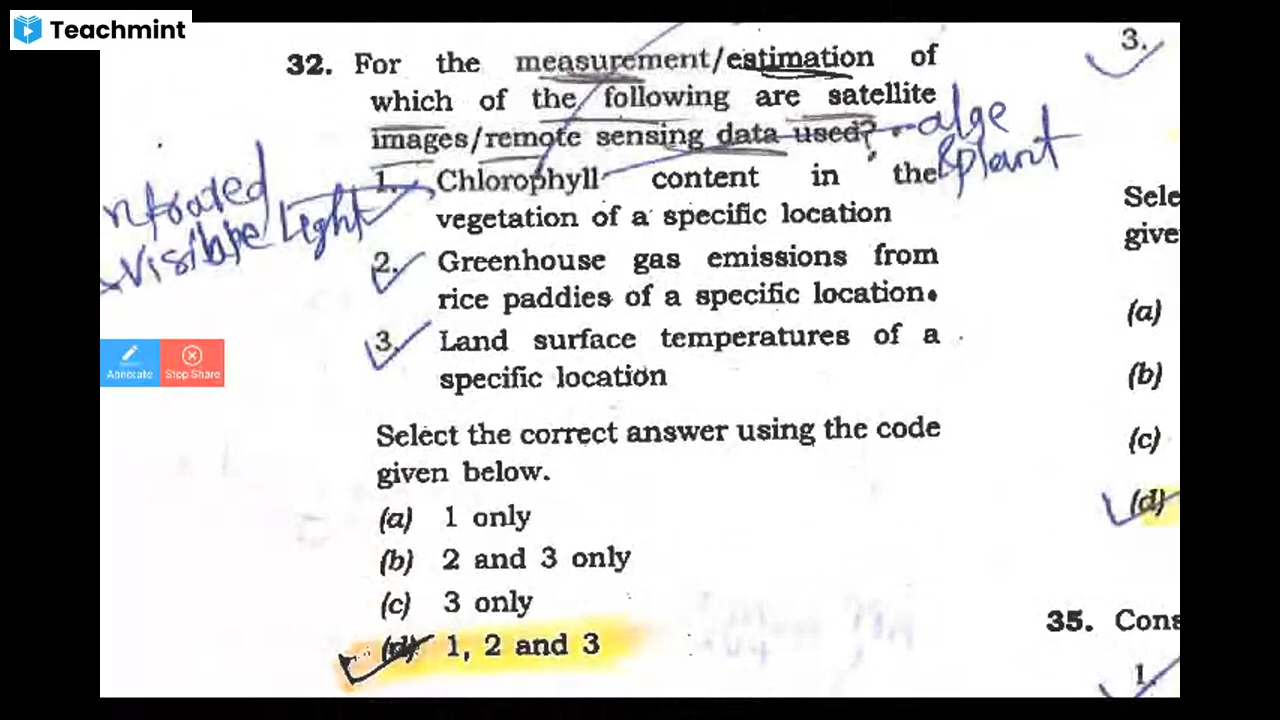 Teachmint
32. For the measurement/estimation of
which of the following are satellite
images/remote sensing data used?
alge
& plant
nfrared
visible light
1. Chlorophyll content in the
vegetation of a specific location
2. Greenhouse gas emissions from
rice paddies of a specific location.
3. Land surface temperatures of a
specific location
Annotate
Stop Share
Select the correct answer using the code
given below.
(a) 1 only
(b) 2 and 3 only
(c) 3 only
(d) 1, 2 and 3
3.
Sele
give
(a)
(b)
(c)
(d)
35. Cons
1.